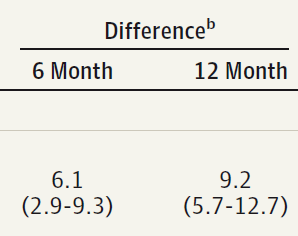 Differenceᵇ
6 Month 12 Month
6.1 9.2
(2.9-9.3) (5.7-12.7)